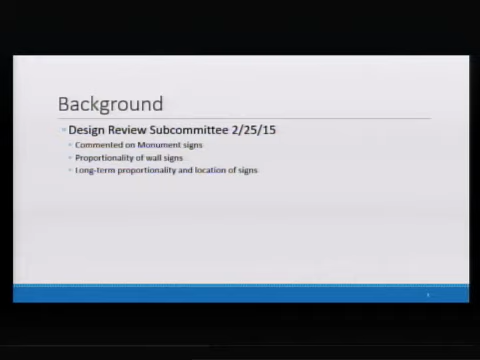 Background
Design Review Subcommittee 2/25/15
Commented on Monument signs
Proportionality of wall signs
Long-term proportionality and location of signs